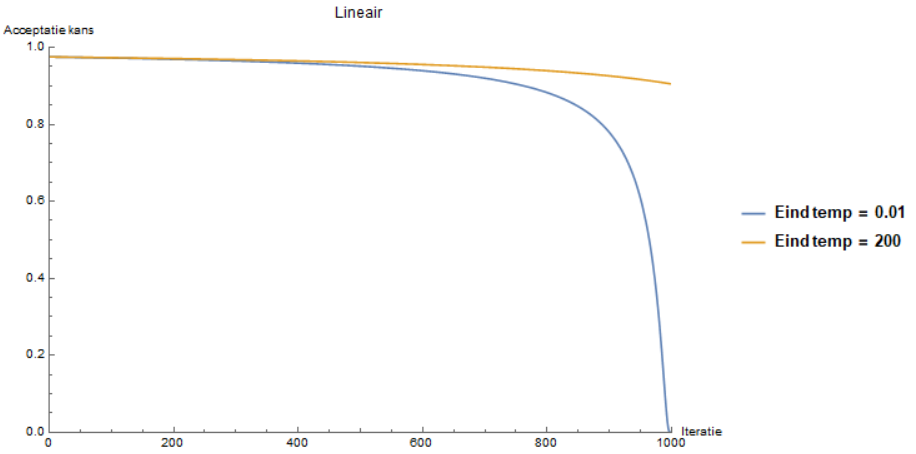 Lineair
Acceptatie kans
1.0
0.8
0.6
0.4
0.2
0.0
0 200 400 600 800 1000
Iteratie
Eind temp = 0.01
Eind temp = 200